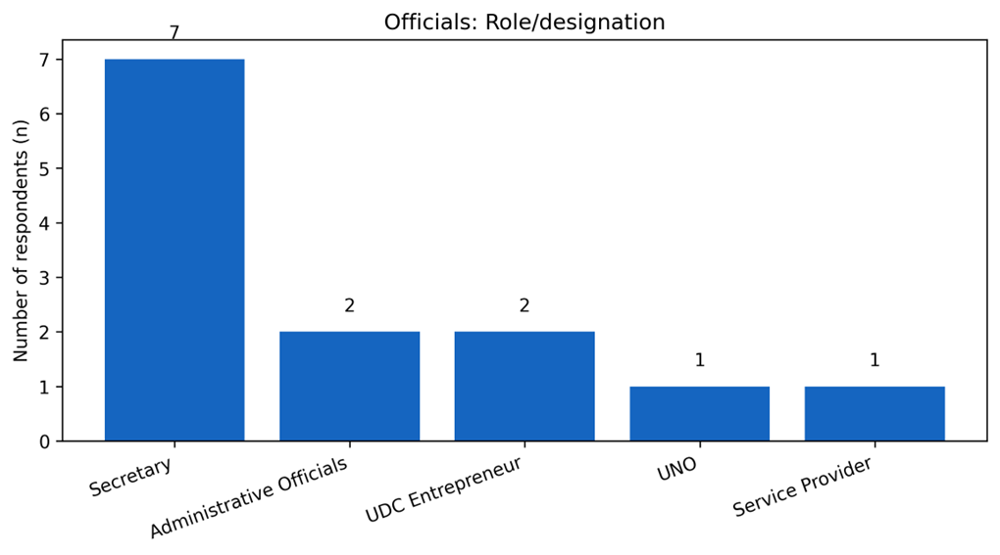 Officials: Role/designation
7
2
2
1
1
Number of respondents (n)
7
6
5
4
3
2
1
0
Secretary
Administrative Officials
UDC Entrepreneur
UNO
Service Provider